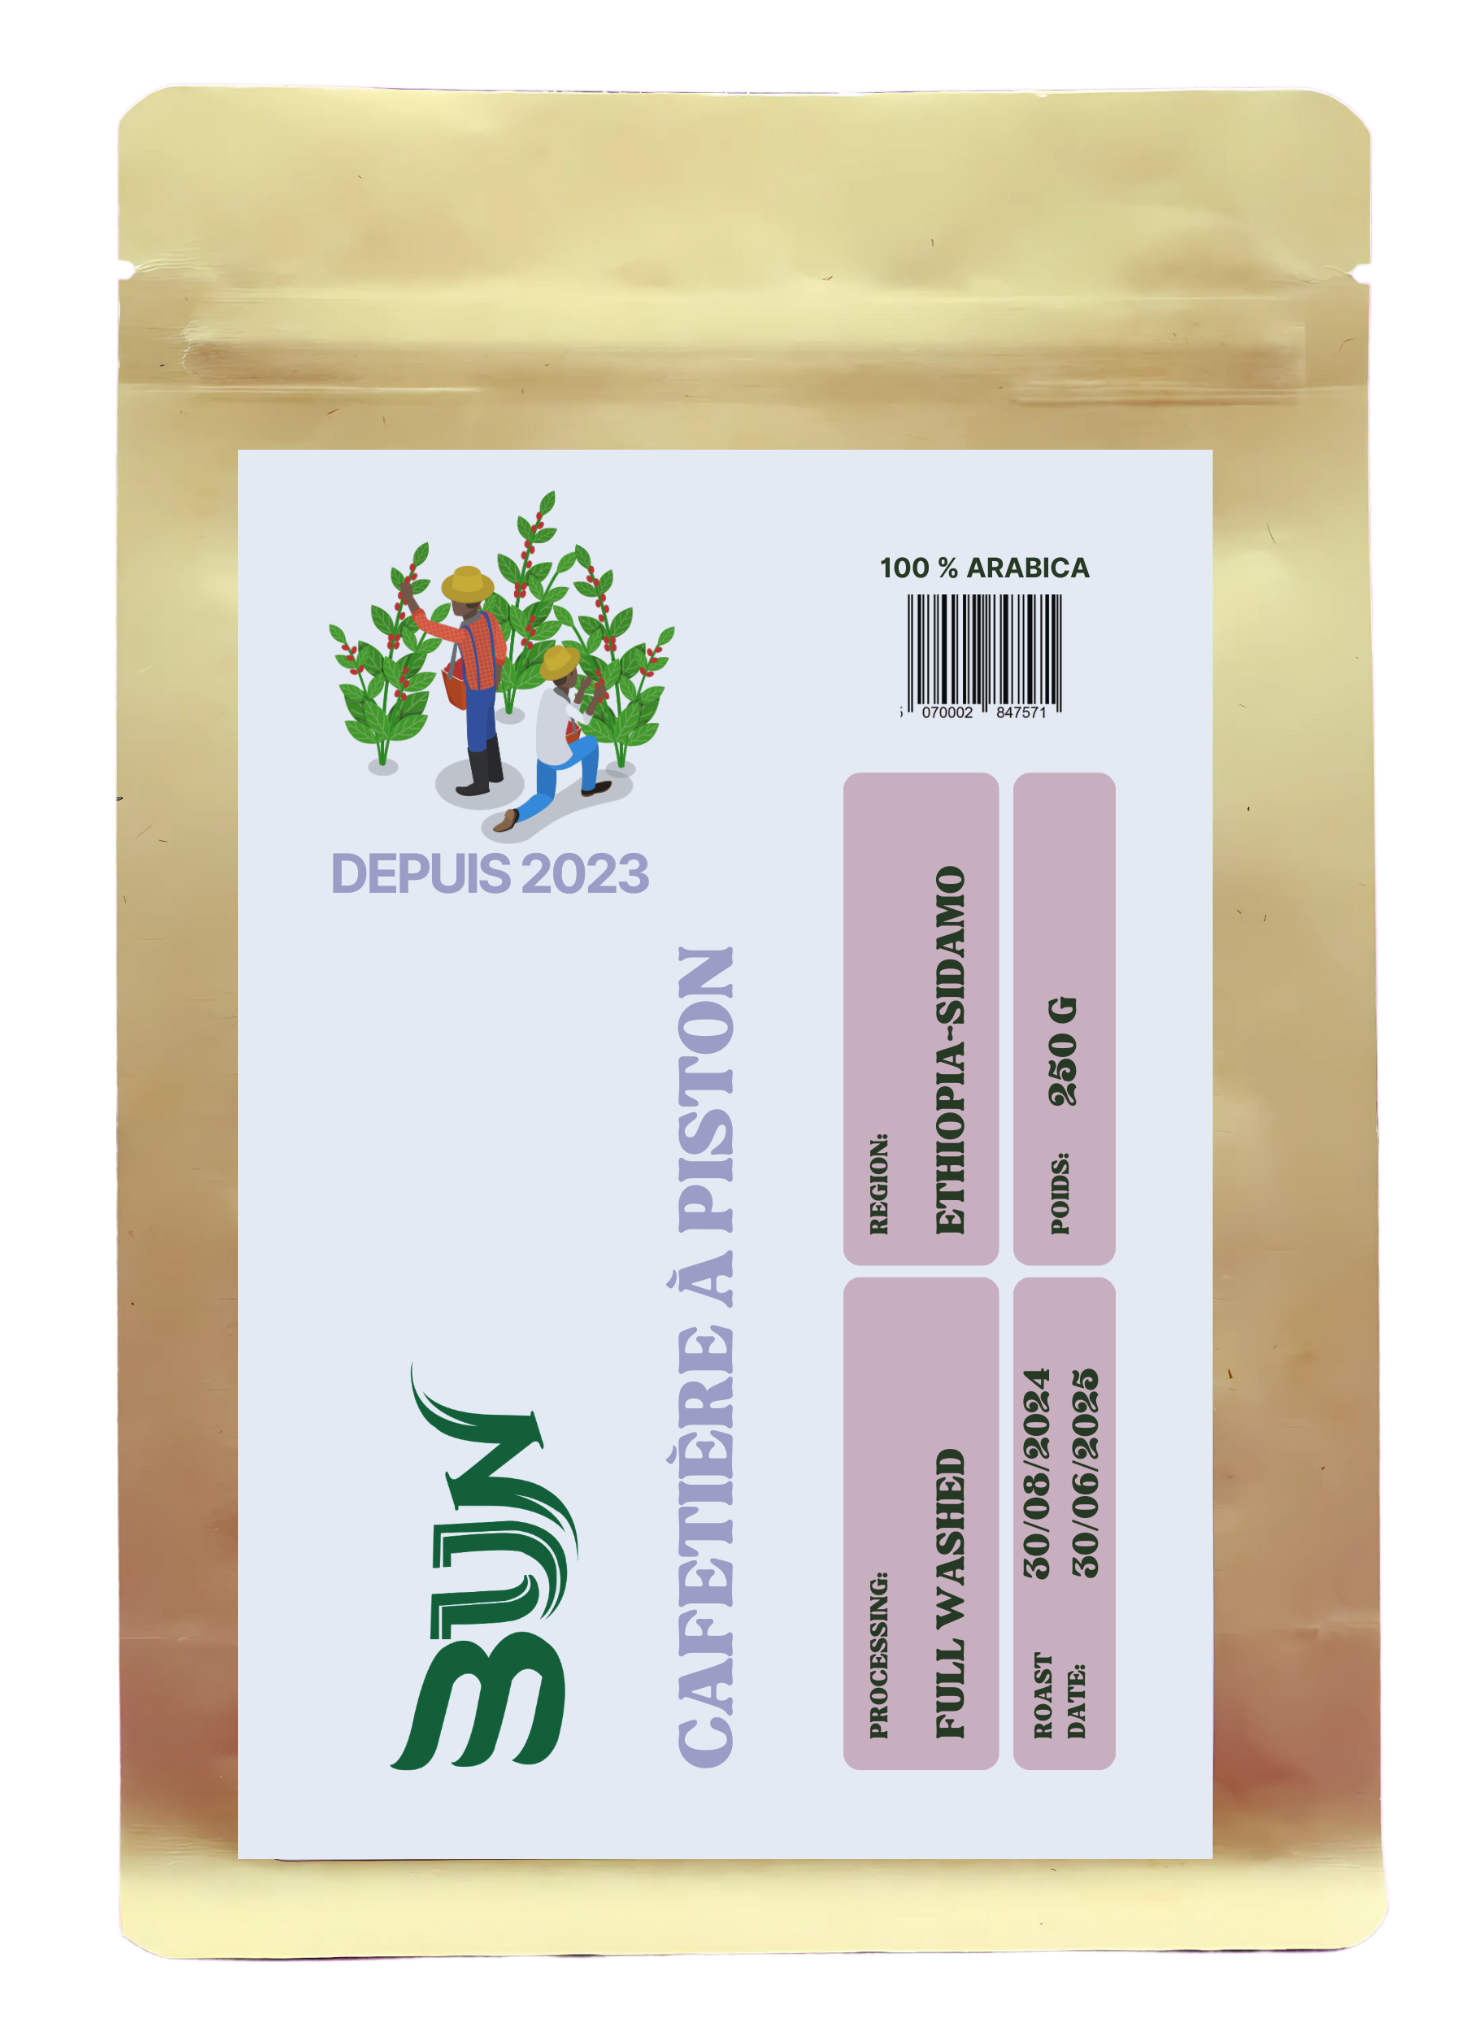 DEPUIS 2023
BUN
CAFETIÈRE À PISTON
100 % ARABICA
070002 847571
REGION:
ETHIOPIA-SIDAMO
POIDS: 250 G
PROCESSING:
FULL WASHED
ROAST DATE:
30/08/2024
30/06/2025